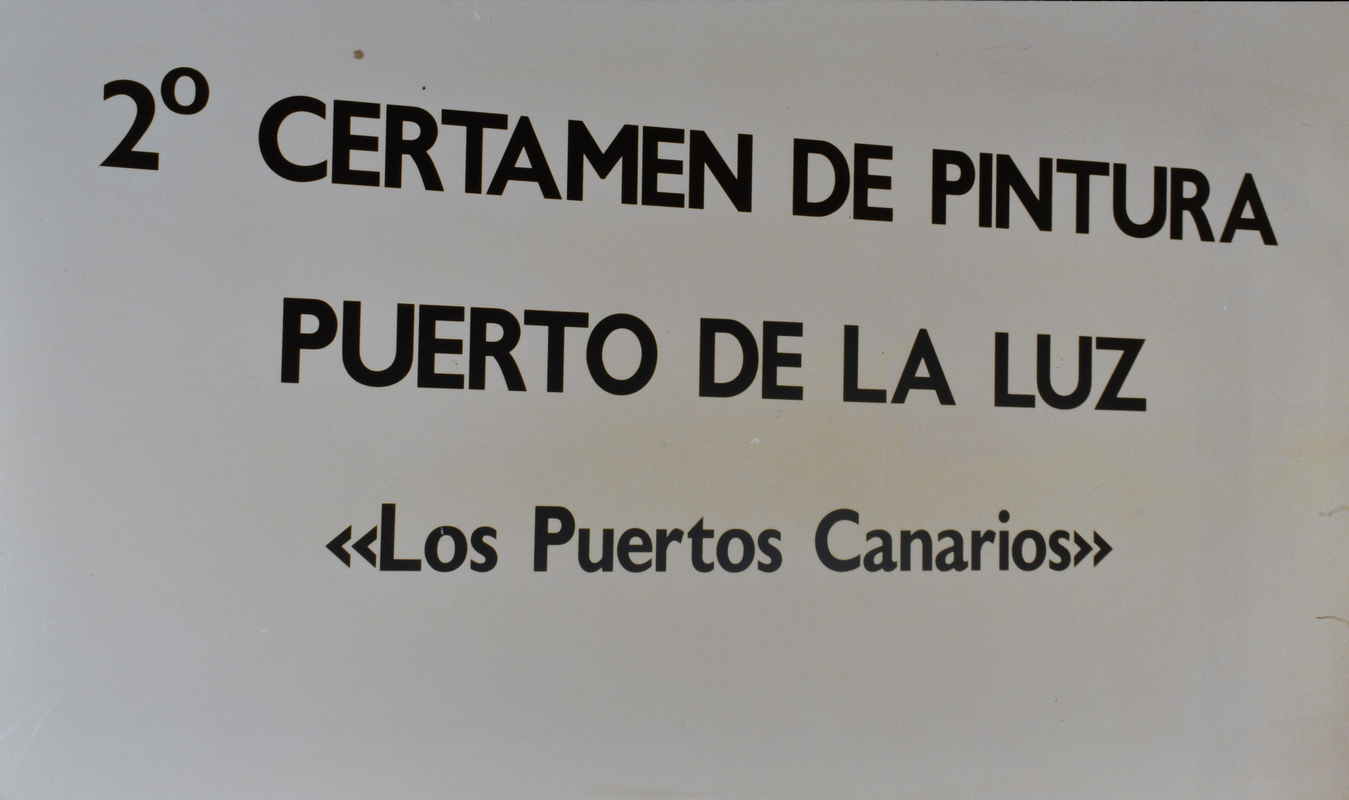 2º CERTAMEN DE PINTURA
PUERTO DE LA LUZ
«Los Puertos Canarios»